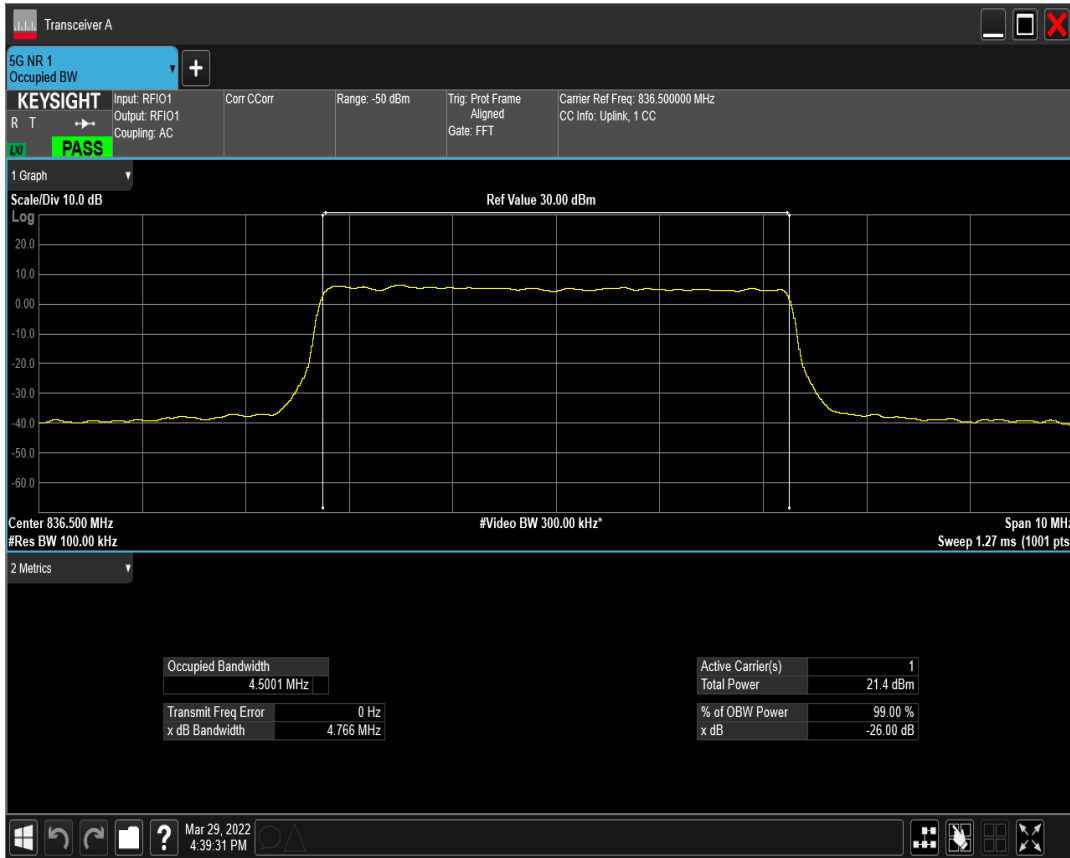 Transceiver A
5G NR 1
Occupied BW
KEYSIGHT
R T
LXI
PASS
Input: RFIO1
Output: RFIO1
Coupling: AC
Corr CCorr
Range: -50 dBm
Trig: Prot Frame
Aligned
Gate: FFT
Carrier Ref Freq: 836.500000 MHz
CC Info: Uplink, 1 CC
1 Graph
Scale/Div 10.0 dB
Ref Value 30.00 dBm
Log
20.0
10.0
0.00
-10.0
-20.0
-30.0
-40.0
-50.0
-60.0
Center 836.500 MHz
#Video BW 300.00 kHz*
Span 10 MHz
#Res BW 100.00 kHz
Sweep 1.27 ms (1001 pts
2 Metrics
Occupied Bandwidth
4.5001 MHz
Transmit Freq Error 0 Hz
x dB Bandwidth 4.766 MHz
Active Carrier(s) 1
Total Power 21.4 dBm
% of OBW Power 99.00 %
x dB -26.00 dB
?
Mar 29, 2022
4:39:31 PM